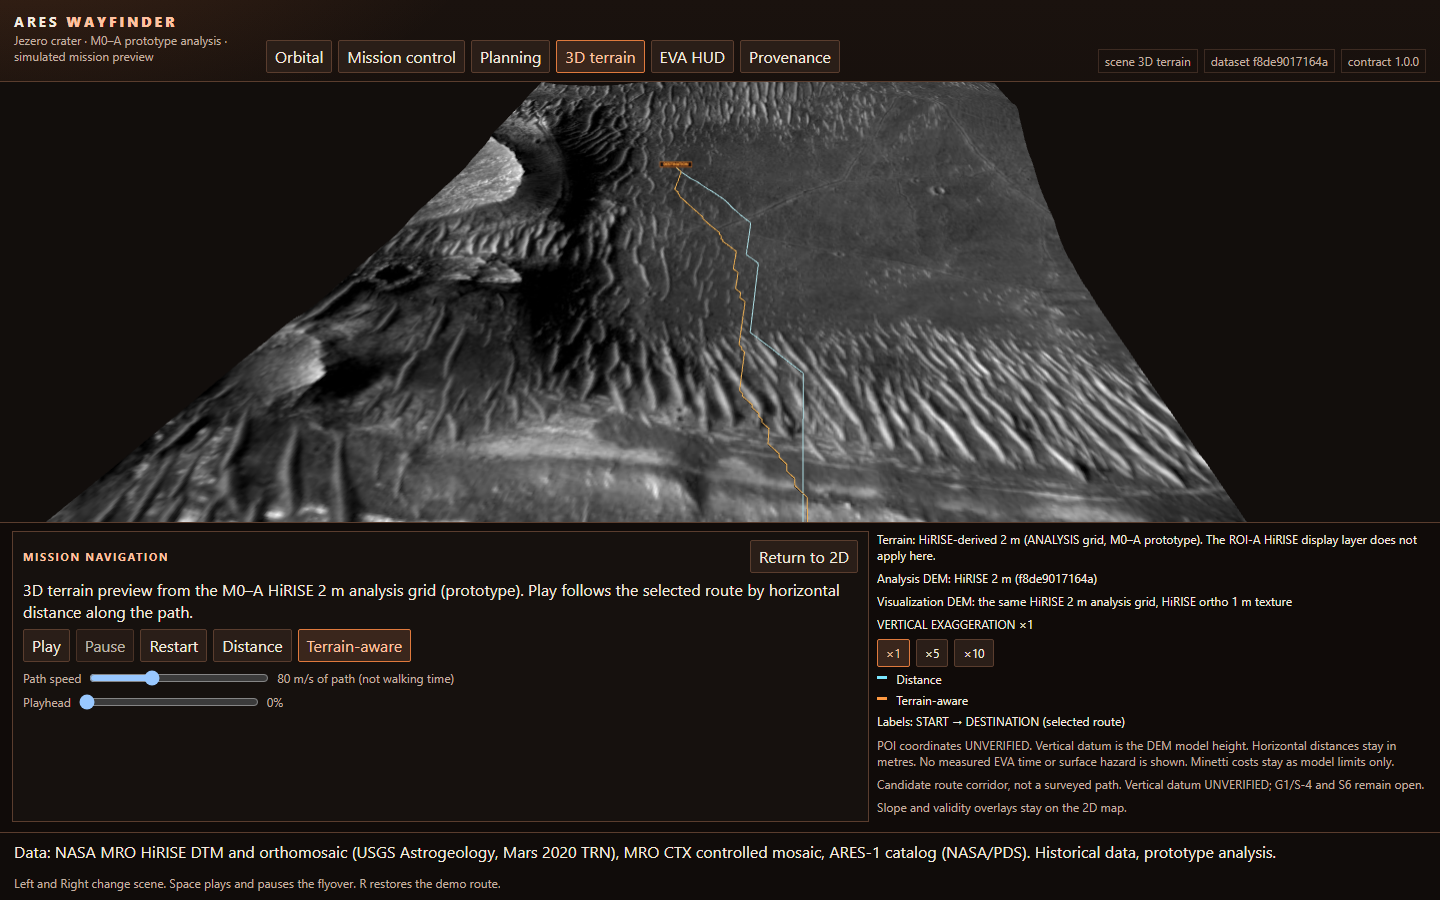 ARES WAYFINDER
Jezero crater · M0–A prototype analysis ·
simulated mission preview
Orbital
Mission control
Planning
3D terrain
EVA HUD
Provenance
scene 3D terrain
dataset f8de9017164a
contract 1.0.0
DESTINATION
MISSION NAVIGATION
Return to 2D
3D terrain preview from the M0–A HiRISE 2 m analysis grid (prototype). Play follows the selected route by horizontal
distance along the path.
Play
Pause
Restart
Distance
Terrain-aware
Path speed
80 m/s of path (not walking time)
Playhead
0%
Terrain: HiRISE-derived 2 m (ANALYSIS grid, M0–A prototype). The ROI-A HiRISE display layer does not
apply here.
Analysis DEM: HiRISE 2 m (f8de9017164a)
Visualization DEM: the same HiRISE 2 m analysis grid, HiRISE ortho 1 m texture
VERTICAL EXAGGERATION ×1
×1
×5
×10
Distance
Terrain-aware
Labels: START → DESTINATION (selected route)
POI coordinates UNVERIFIED. Vertical datum is the DEM model height. Horizontal distances stay in
metres. No measured EVA time or surface hazard is shown. Minetti costs stay as model limits only.
Candidate route corridor, not a surveyed path. Vertical datum UNVERIFIED; G1/S-4 and S6 remain open.
Slope and validity overlays stay on the 2D map.
Data: NASA MRO HiRISE DTM and orthomosaic (USGS Astrogeology, Mars 2020 TRN), MRO CTX controlled mosaic, ARES-1 catalog (NASA/PDS). Historical data, prototype analysis.
Left and Right change scene. Space plays and pauses the flyover. R restores the demo route.